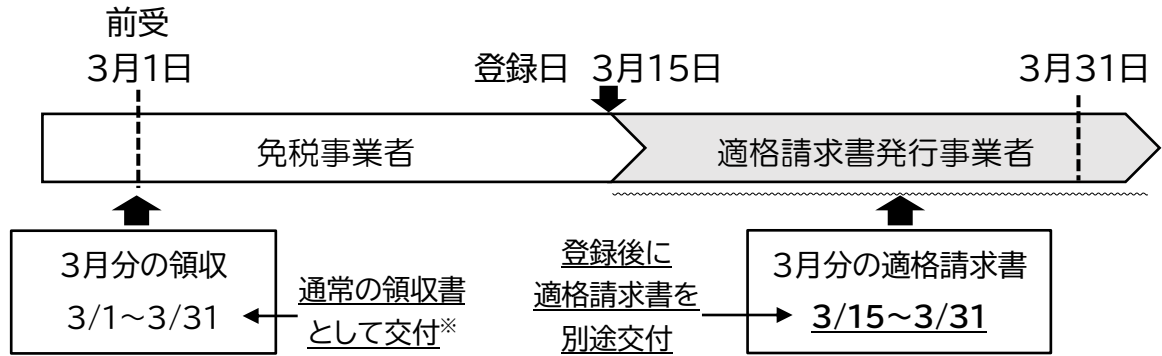 前受
3月1日
登録日 3月15日
3月31日
免税事業者
適格請求書発行事業者
3月分の領収
3/1～3/31
通常の領収書
として交付※
登録後に
適格請求書を
別途交付
3月分の適格請求書
3/15～3/31